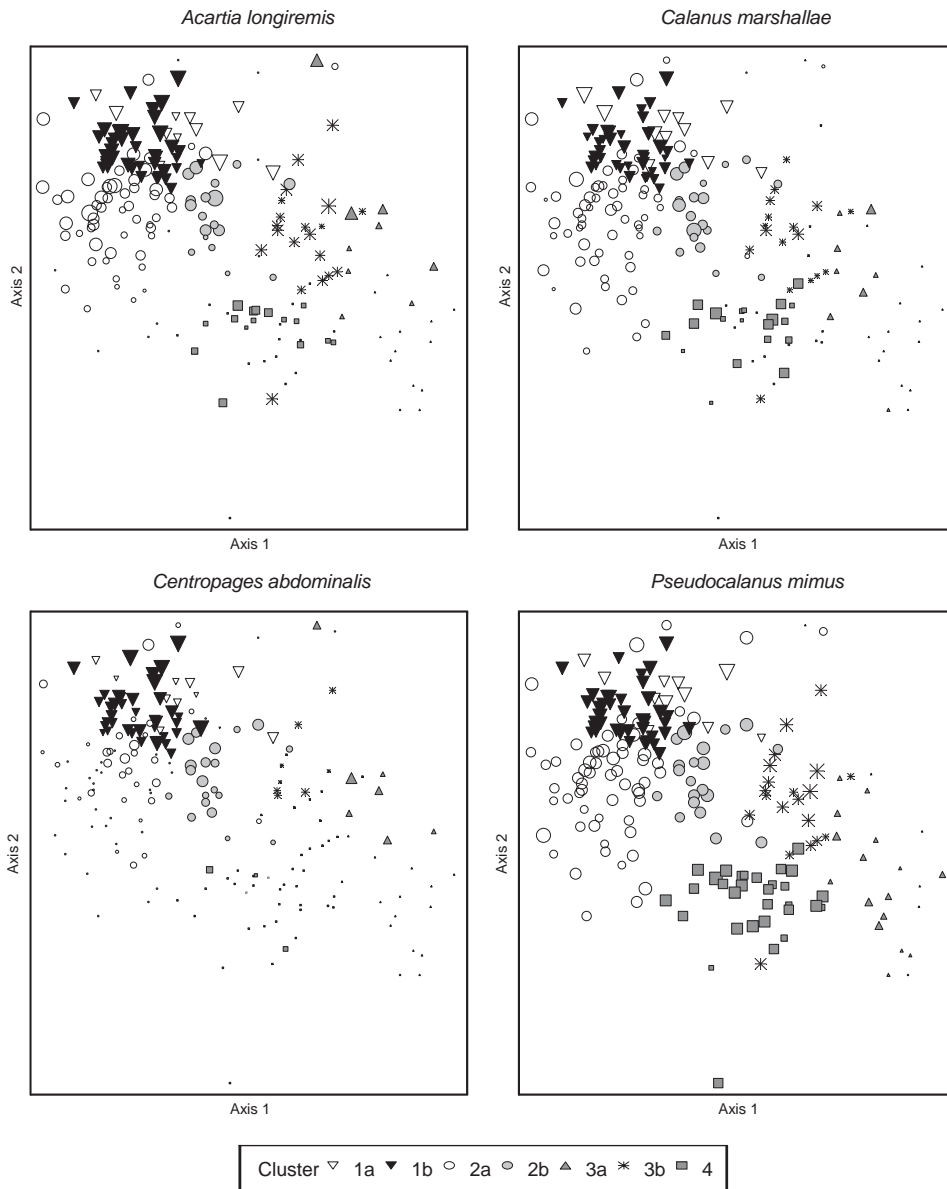 Acartia longiremis
Calanus marshallae
Axis 2
Axis 1
Axis 2
Axis 1
Centropages abdominalis
Pseudocalanus mimus
Axis 2
Axis 1
Axis 2
Axis 1
Cluster 1a 1b 2a 2b 3a 3b 4